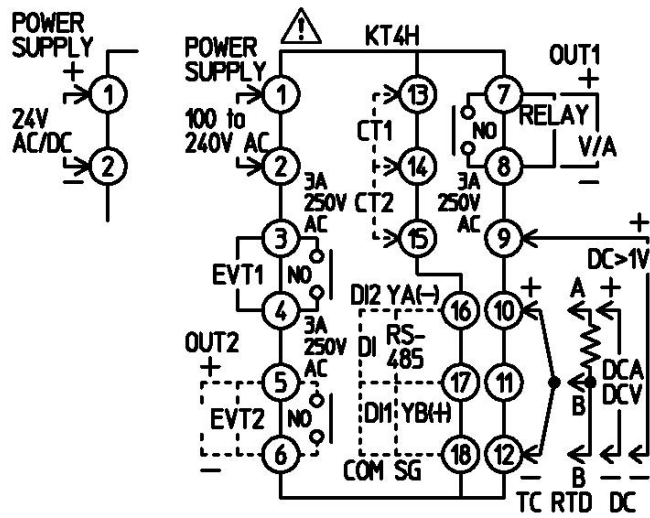 POWER
SUPPLY
+
1
24V
AC/DC
2
−
POWER
SUPPLY
1
100 to
240V AC
2
3A
250V
AC
3
EVT1
NO
4
3A
250V
AC
OUT2
+
5
EVT2
NO
6
−
KT4H
13
CT1
14
CT2
15
DI2 YA(−)
16
DI
RS-
485
17
DI1 YB(+)
18
COM SG
OUT1
+
7
NO
RELAY
V/A
8
−
3A
250V
AC
9
+
DC>1V
10
+
A
+
11
B
DCA
DCV
12
−
B
−
−
TC RTD DC